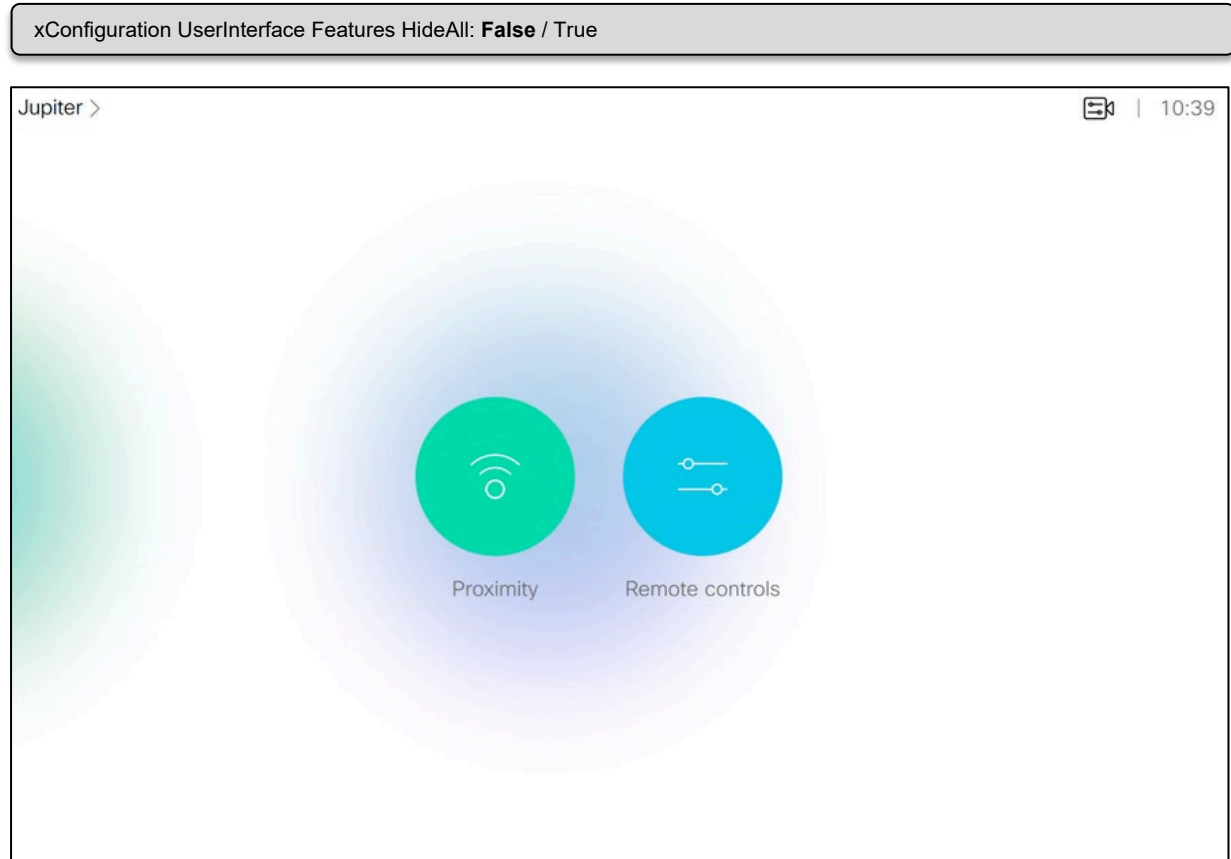 xConfiguration UserInterface Features HideAll: False / True
Jupiter > | 10:39
Proximity Remote controls